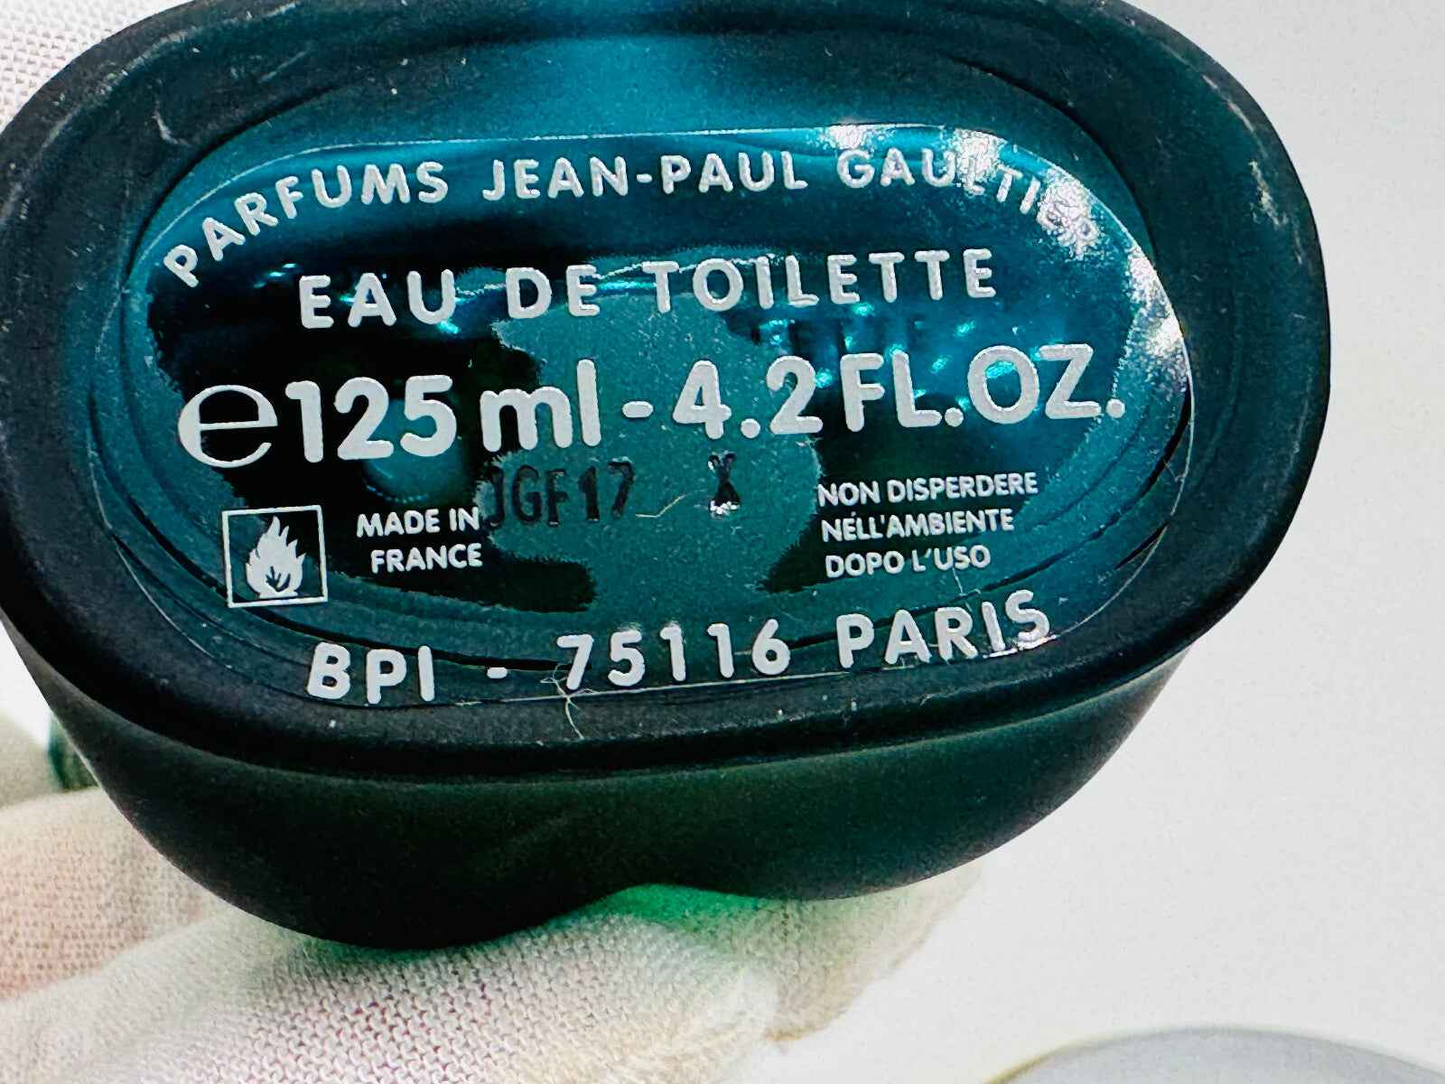 PARFUMS JEAN-PAUL GAULTIER
EAU DE TOILETTE
℮125 ml - 4.2 FL.OZ.
JGF17 X
MADE IN
FRANCE
NON DISPERDERE
NELL'AMBIENTE
DOPO L'USO
BPI - 75116 PARIS